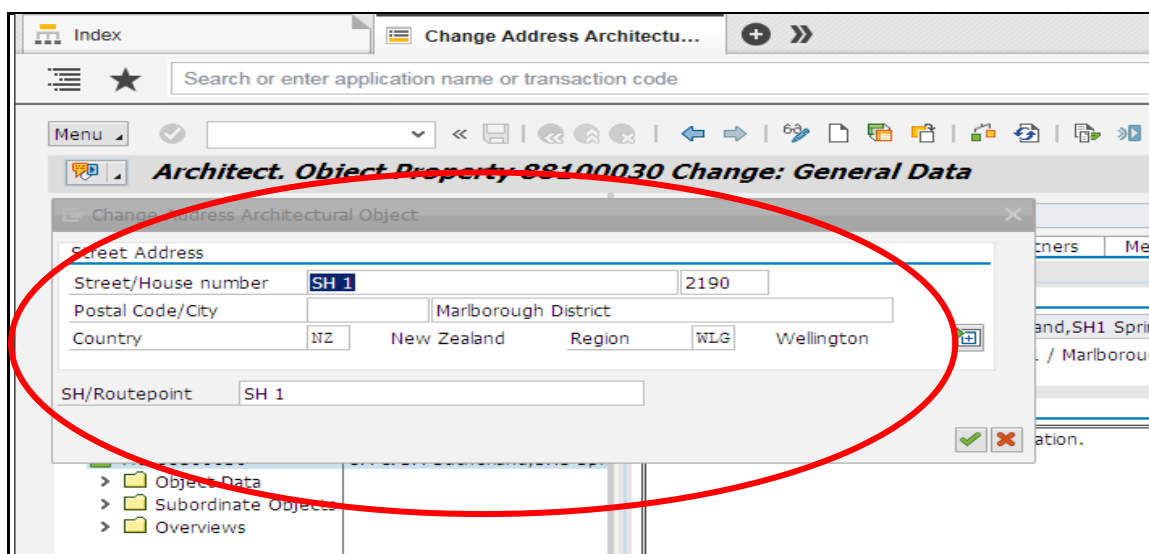 Index
Change Address Architectu...
Search or enter application name or transaction code
Menu
Architect. Object Property 88100030 Change: General Data
Change Address Architectural Object
tners Me
Street Address
Street/House number SH 1 2190
Postal Code/City Marlborough District
Country NZ New Zealand Region WLG Wellington
and,SH1 Sprin
/ Marlborou
SH/Routepoint SH 1
ation.
Object Data
Subordinate Objects
Overviews